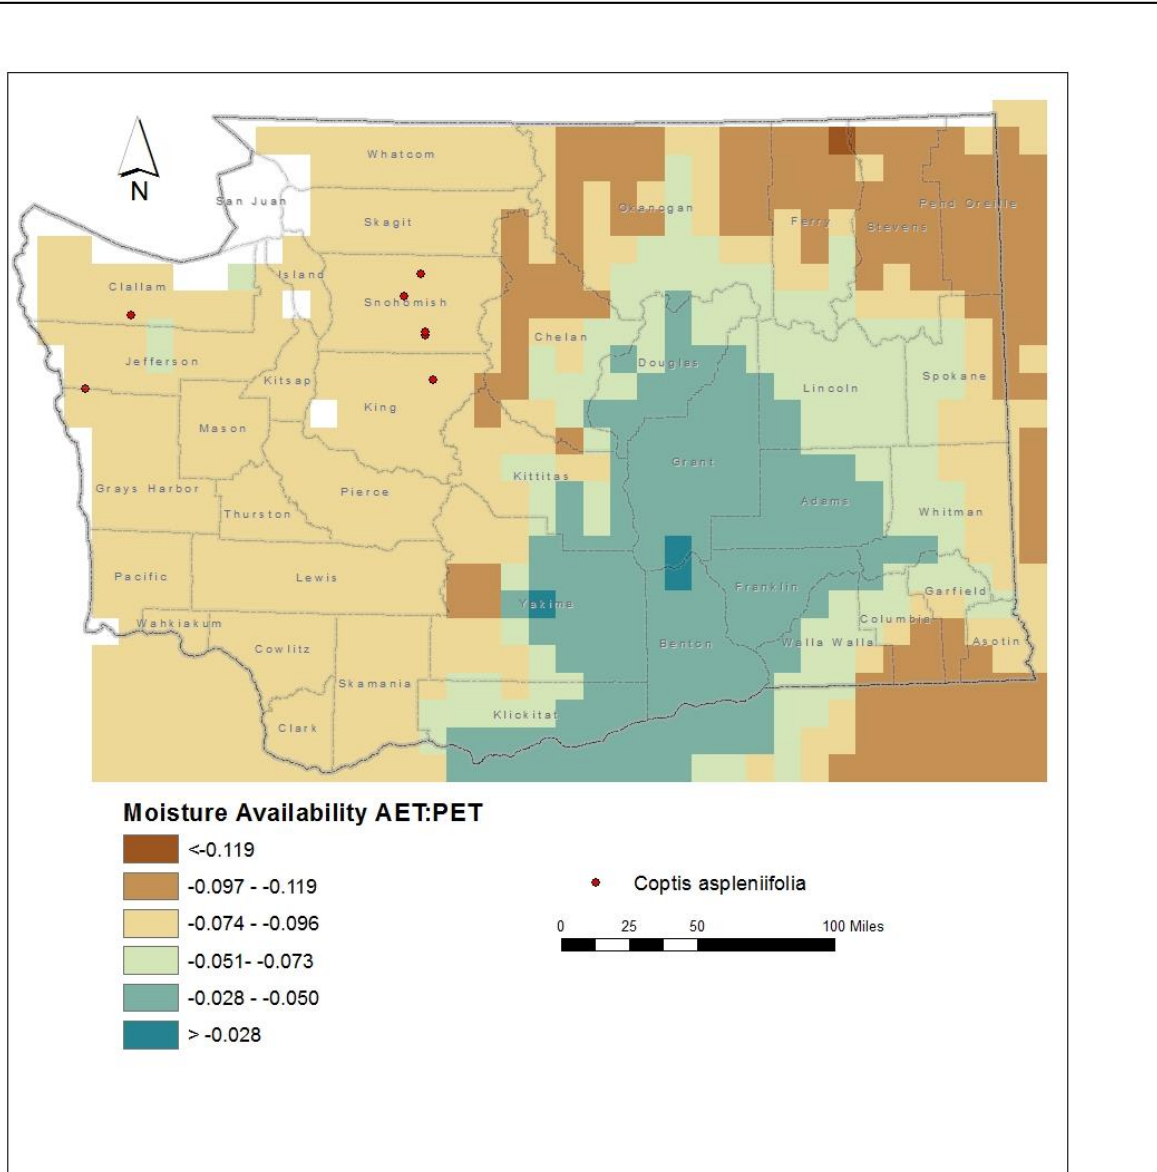 N
Whatcom
San Juan
Skagit
Okanogan
Ferry
Stevens
Pend Oreille
Island
Clallam
Snohomish
Chelan
Jefferson
Douglas
Kitsap
King
Lincoln
Spokane
Mason
Grant
Kittitas
Grays Harbor
Pierce
Thurston
Adams
Whitman
Pacific
Lewis
Yakima
Franklin
Garfield
Wahkiakum
Columbia
Cowlitz
Benton
Walla Walla
Asotin
Skamania
Klickitat
Clark
Moisture Availability AET:PET
<-0.119
-0.097 - -0.119
-0.074 - -0.096
-0.051- -0.073
-0.028 - -0.050
> -0.028
Coptis aspleniifolia
0 25 50 100 Miles